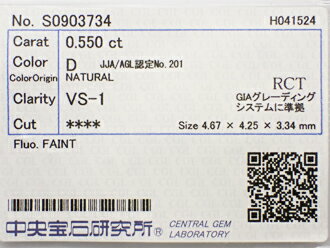 No. S0903734 H041524
Carat 0.550 ct
Color D JJA/AGL認定No.201
ColorOrigin NATURAL
RCT
Clarity VS-1 GIAグレーディング
システムに準拠
Cut **** Size 4.67 × 4.25 × 3.34 mm
Fluo. FAINT
中央宝石研究所® CENTRAL GEM
LABORATORY